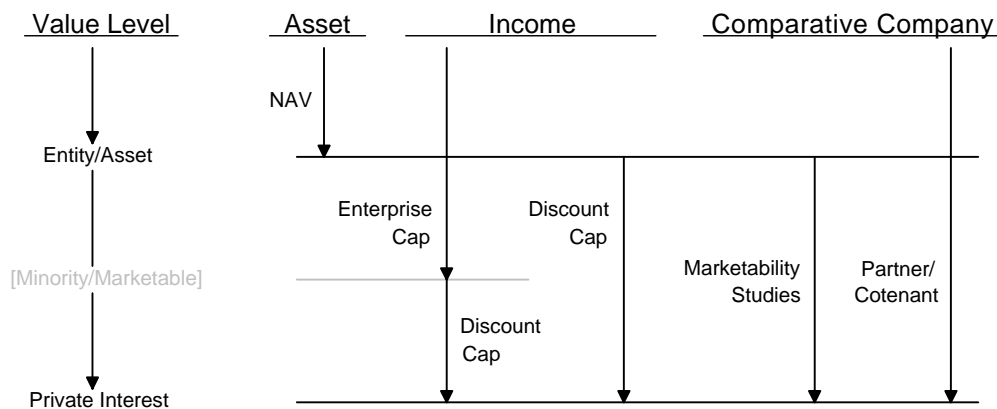 Value Level Asset Income Comparative Company
NAV
Entity/Asset
Enterprise Cap
Discount Cap
[Minority/Marketable]
Marketability Studies
Partner/ Cotenant
Discount Cap
Private Interest